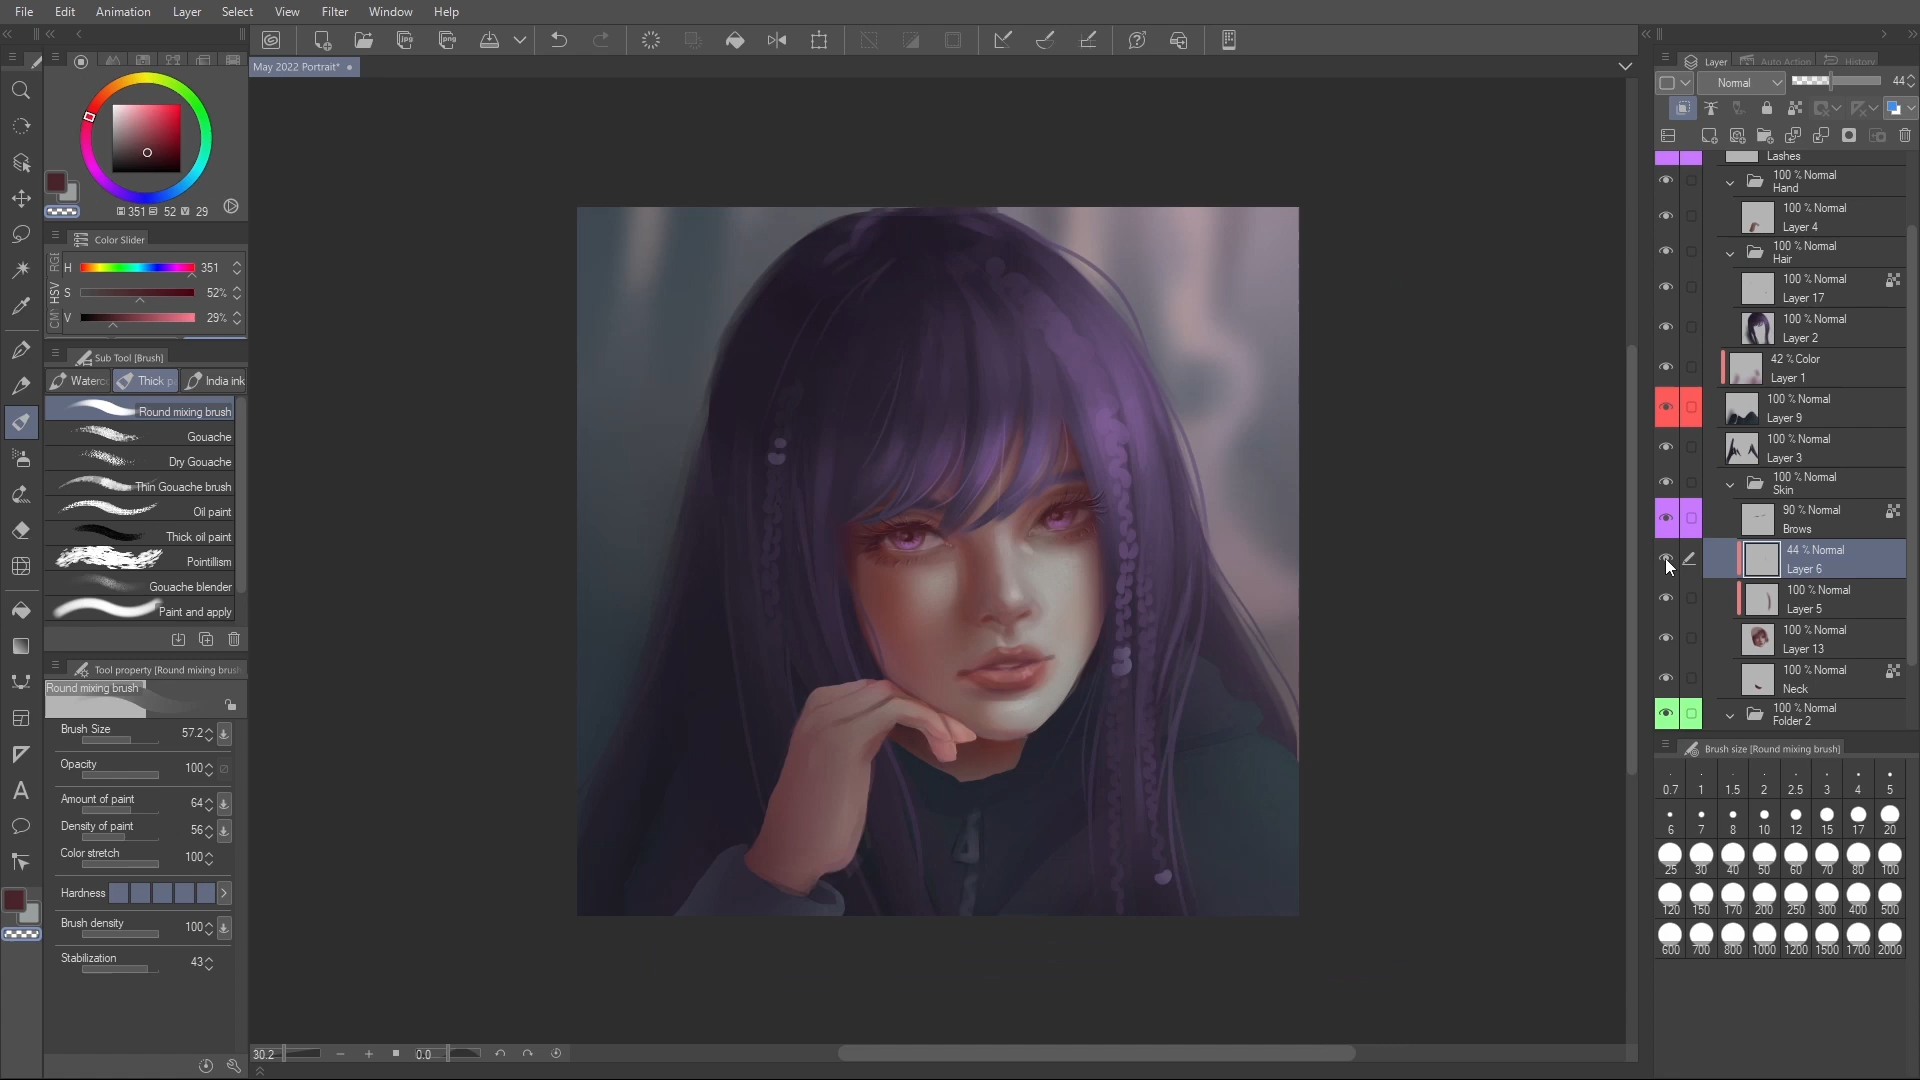 File Edit Animation Layer Select View Filter Window Help
May 2022 Portrait*
351 52 29
Color Slider
RGB
HSV
H 351
S 52%
V 29%
Sub Tool [Brush]
Waterc Thick p India ink
Round mixing brush
Gouache
Dry Gouache
Thin Gouache brush
Oil paint
Thick oil paint
Pointillism
Gouache blender
Paint and apply
Tool property [Round mixing brush
Round mixing brush
Brush Size 57.2
Opacity 100
Amount of paint 64
Density of paint 56
Color stretch 100
Hardness
Brush density 100
Stabilization 43
30.2 0.0
Layer Auto Action History
Normal 44
Lashes
100 % Normal
Hand
100 % Normal
Layer 4
100 % Normal
Hair
100 % Normal
Layer 17
100 % Normal
Layer 2
42 % Color
Layer 1
100 % Normal
Layer 9
100 % Normal
Layer 3
100 % Normal
Skin
90 % Normal
Brows
44 % Normal
Layer 6
100 % Normal
Layer 5
100 % Normal
Layer 13
100 % Normal
Neck
100 % Normal
Folder 2
Brush size [Round mixing brush]
0.7 1 1.5 2 2.5 3 4 5
6 7 8 10 12 15 17 20
25 30 40 50 60 70 80 100
120 150 170 200 250 300 400 500
600 700 800 1000 1200 1500 1700 2000